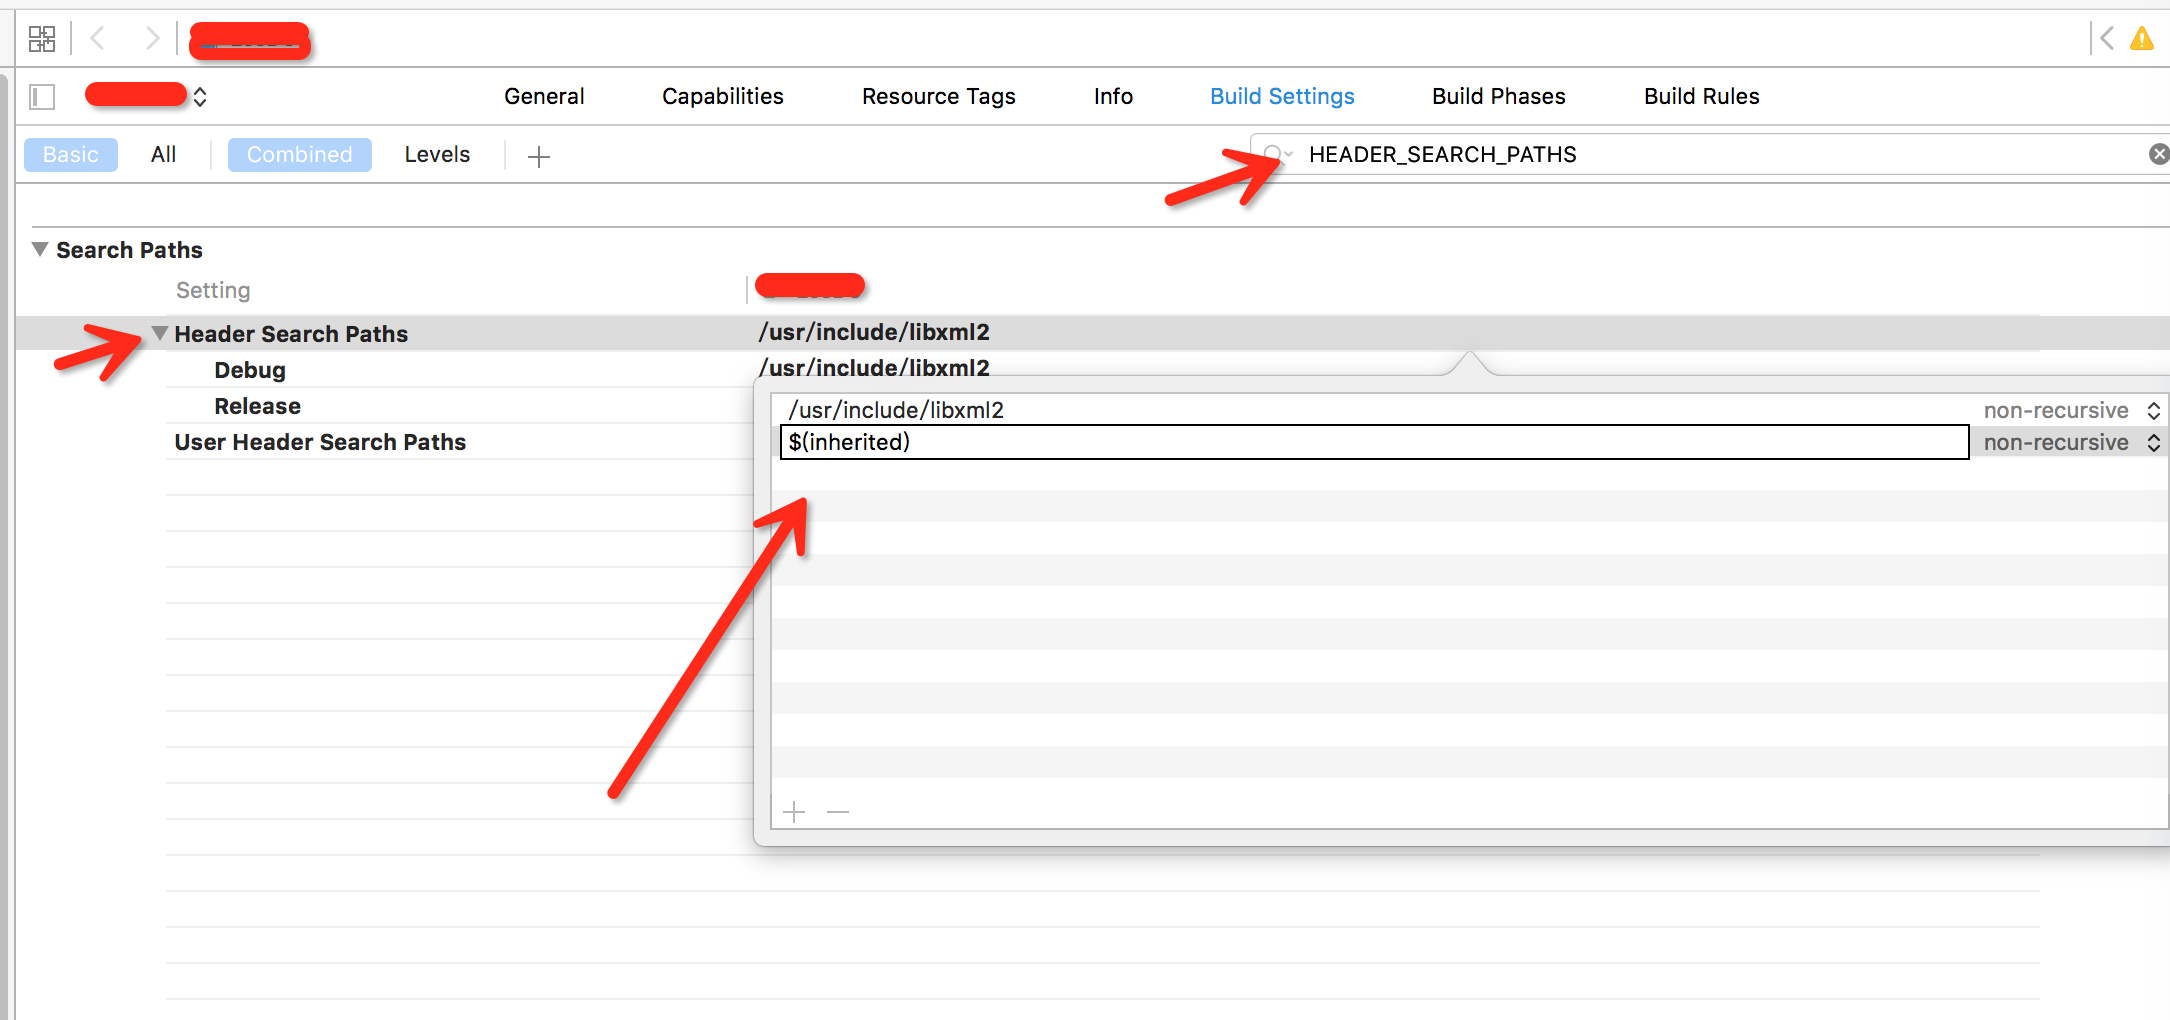 General Capabilities Resource Tags Info Build Settings Build Phases Build Rules
Basic All Combined Levels HEADER_SEARCH_PATHS
Search Paths
Setting
Header Search Paths /usr/include/libxml2
Debug /usr/include/libxml2
Release
User Header Search Paths
/usr/include/libxml2 non-recursive
$(inherited) non-recursive